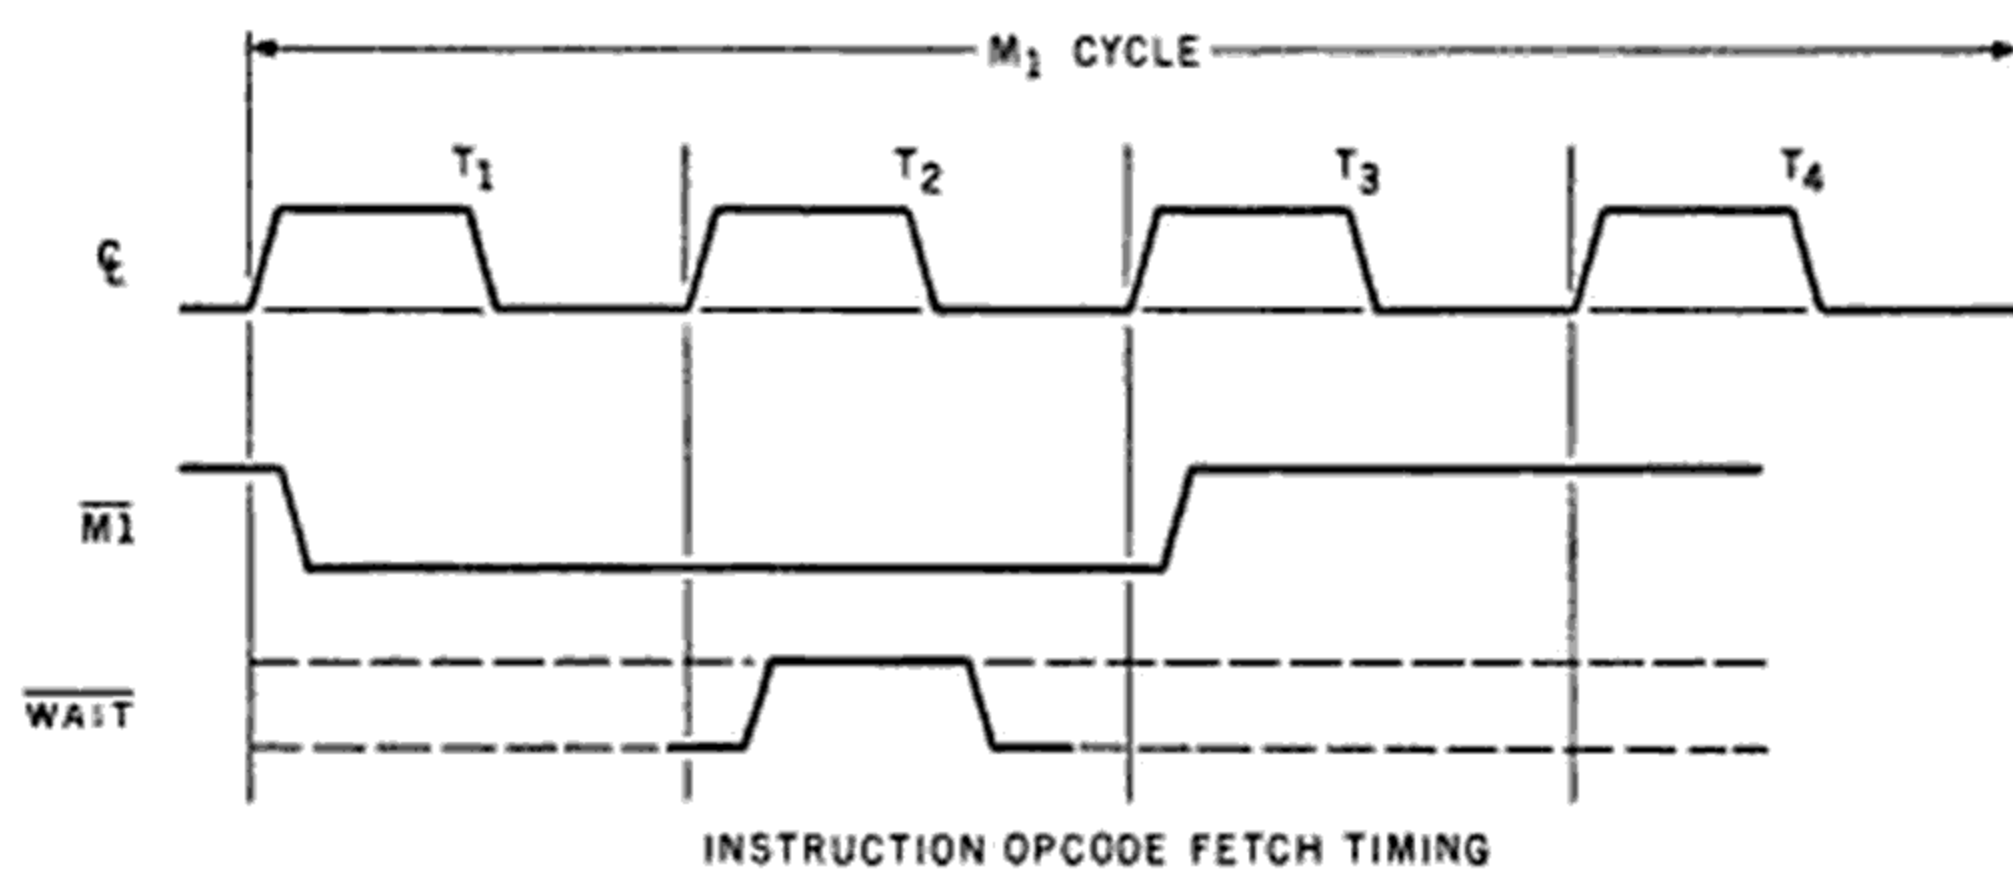 M₁ CYCLE
T₁ T₂ T₃ T₄
M1
WAIT
INSTRUCTION OPCODE FETCH TIMING